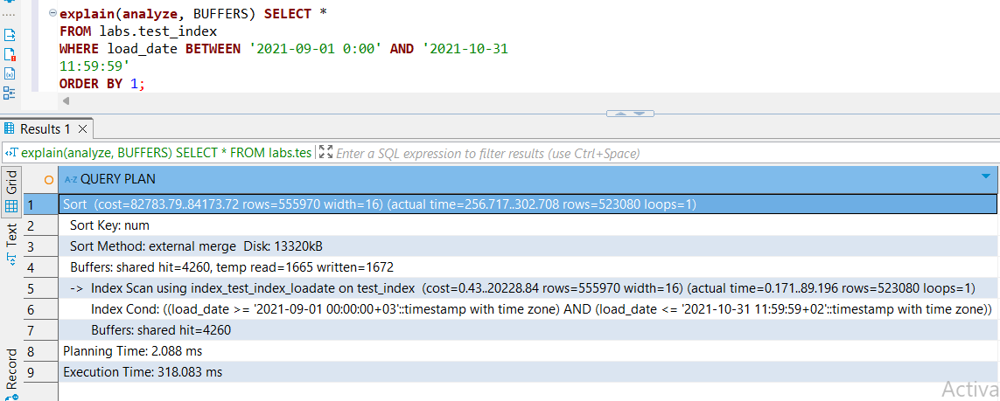 explain(analyze, BUFFERS) SELECT *
FROM labs.test_index
WHERE load_date BETWEEN '2021-09-01 0:00' AND '2021-10-31
11:59:59'
ORDER BY 1;
Results 1
explain(analyze, BUFFERS) SELECT * FROM labs.tes
Enter a SQL expression to filter results (use Ctrl+Space)
Grid
Text
Record
A-Z QUERY PLAN
1 Sort (cost=82783.79..84173.72 rows=555970 width=16) (actual time=256.717..302.708 rows=523080 loops=1)
2 Sort Key: num
3 Sort Method: external merge Disk: 13320kB
4 Buffers: shared hit=4260, temp read=1665 written=1672
5 -> Index Scan using index_test_index_loadate on test_index (cost=0.43..20228.84 rows=555970 width=16) (actual time=0.171..89.196 rows=523080 loops=1)
6 Index Cond: ((load_date >= '2021-09-01 00:00:00+03'::timestamp with time zone) AND (load_date <= '2021-10-31 11:59:59+02'::timestamp with time zone))
7 Buffers: shared hit=4260
8 Planning Time: 2.088 ms
9 Execution Time: 318.083 ms
Activa